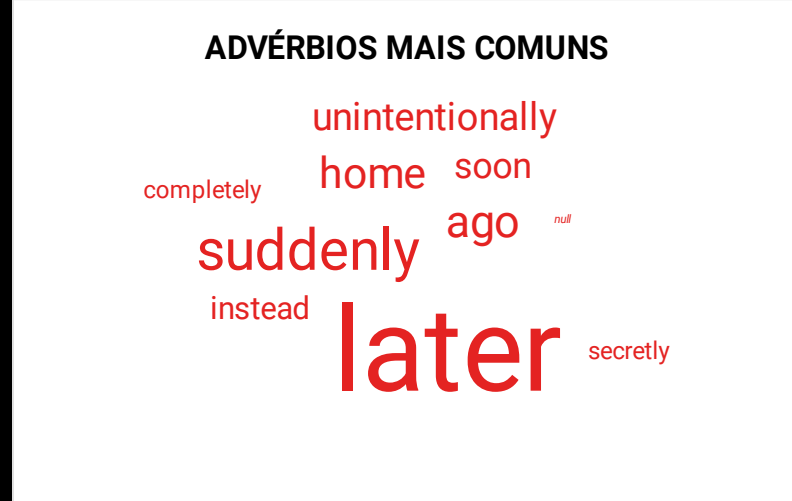 ADVÉRBIOS MAIS COMUNS
unintentionally
home soon
completely
ago null
suddenly
instead
later
secretly